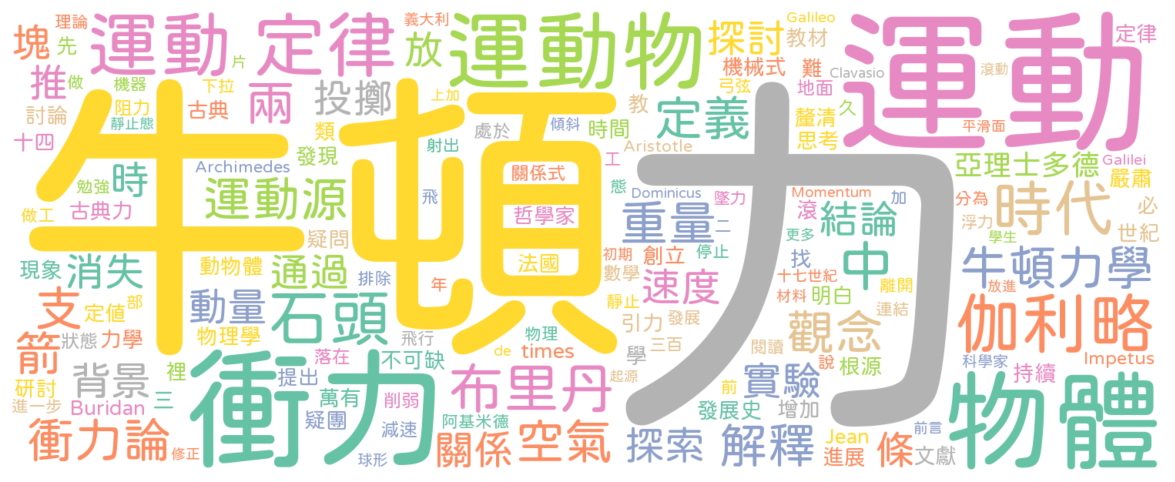 牛頓
力
運動
物體
衝力
運動
定律
運動物
石頭
時代
伽利略
布里丹
衝力論
重量
觀念
空氣
解釋
定義
運動源
牛頓力學
中
兩
推
塊
放
探討
投擲
時
消失
支
箭
背景
動量
通過
速度
結論
實驗
關係
探索
條
亞理士多德
理論
先
做
片
義大利
機器
下拉
阻力
古典
靜止態
討論
十四
類
發現
上加
處於
射出
傾斜
時間
教
Aristotle
弓弦
機械式
教材
難
Galileo
Clavasio
滾動
定律
地面
久
釐清
思考
平滑面
Galilei
嚴肅
必
世紀
Archimedes
勉強
做工
古典力
疑問
飛
關係式
哲學家
法國
工
態
Dominicus
二
墜力
Momentum
滾
加
更多
分為
浮力
學生
現象
動物體
定值
部
物理學
狀態
力學
排除
年
初期
數學
創立
停止
靜止
發展
引力
三百
找
十七世紀
材料
明白
離開
連結
放進
研討
進一步
Buridan
三
裡
提出
落在
不可缺
飛行
萬有
削弱
疑團
減速
阿基米德
球形
修正
物理
de
times
起源
學
閱讀
前
說
根源
發展史
增加
科學家
持續
Impetus
Jean
進展
文獻
前言